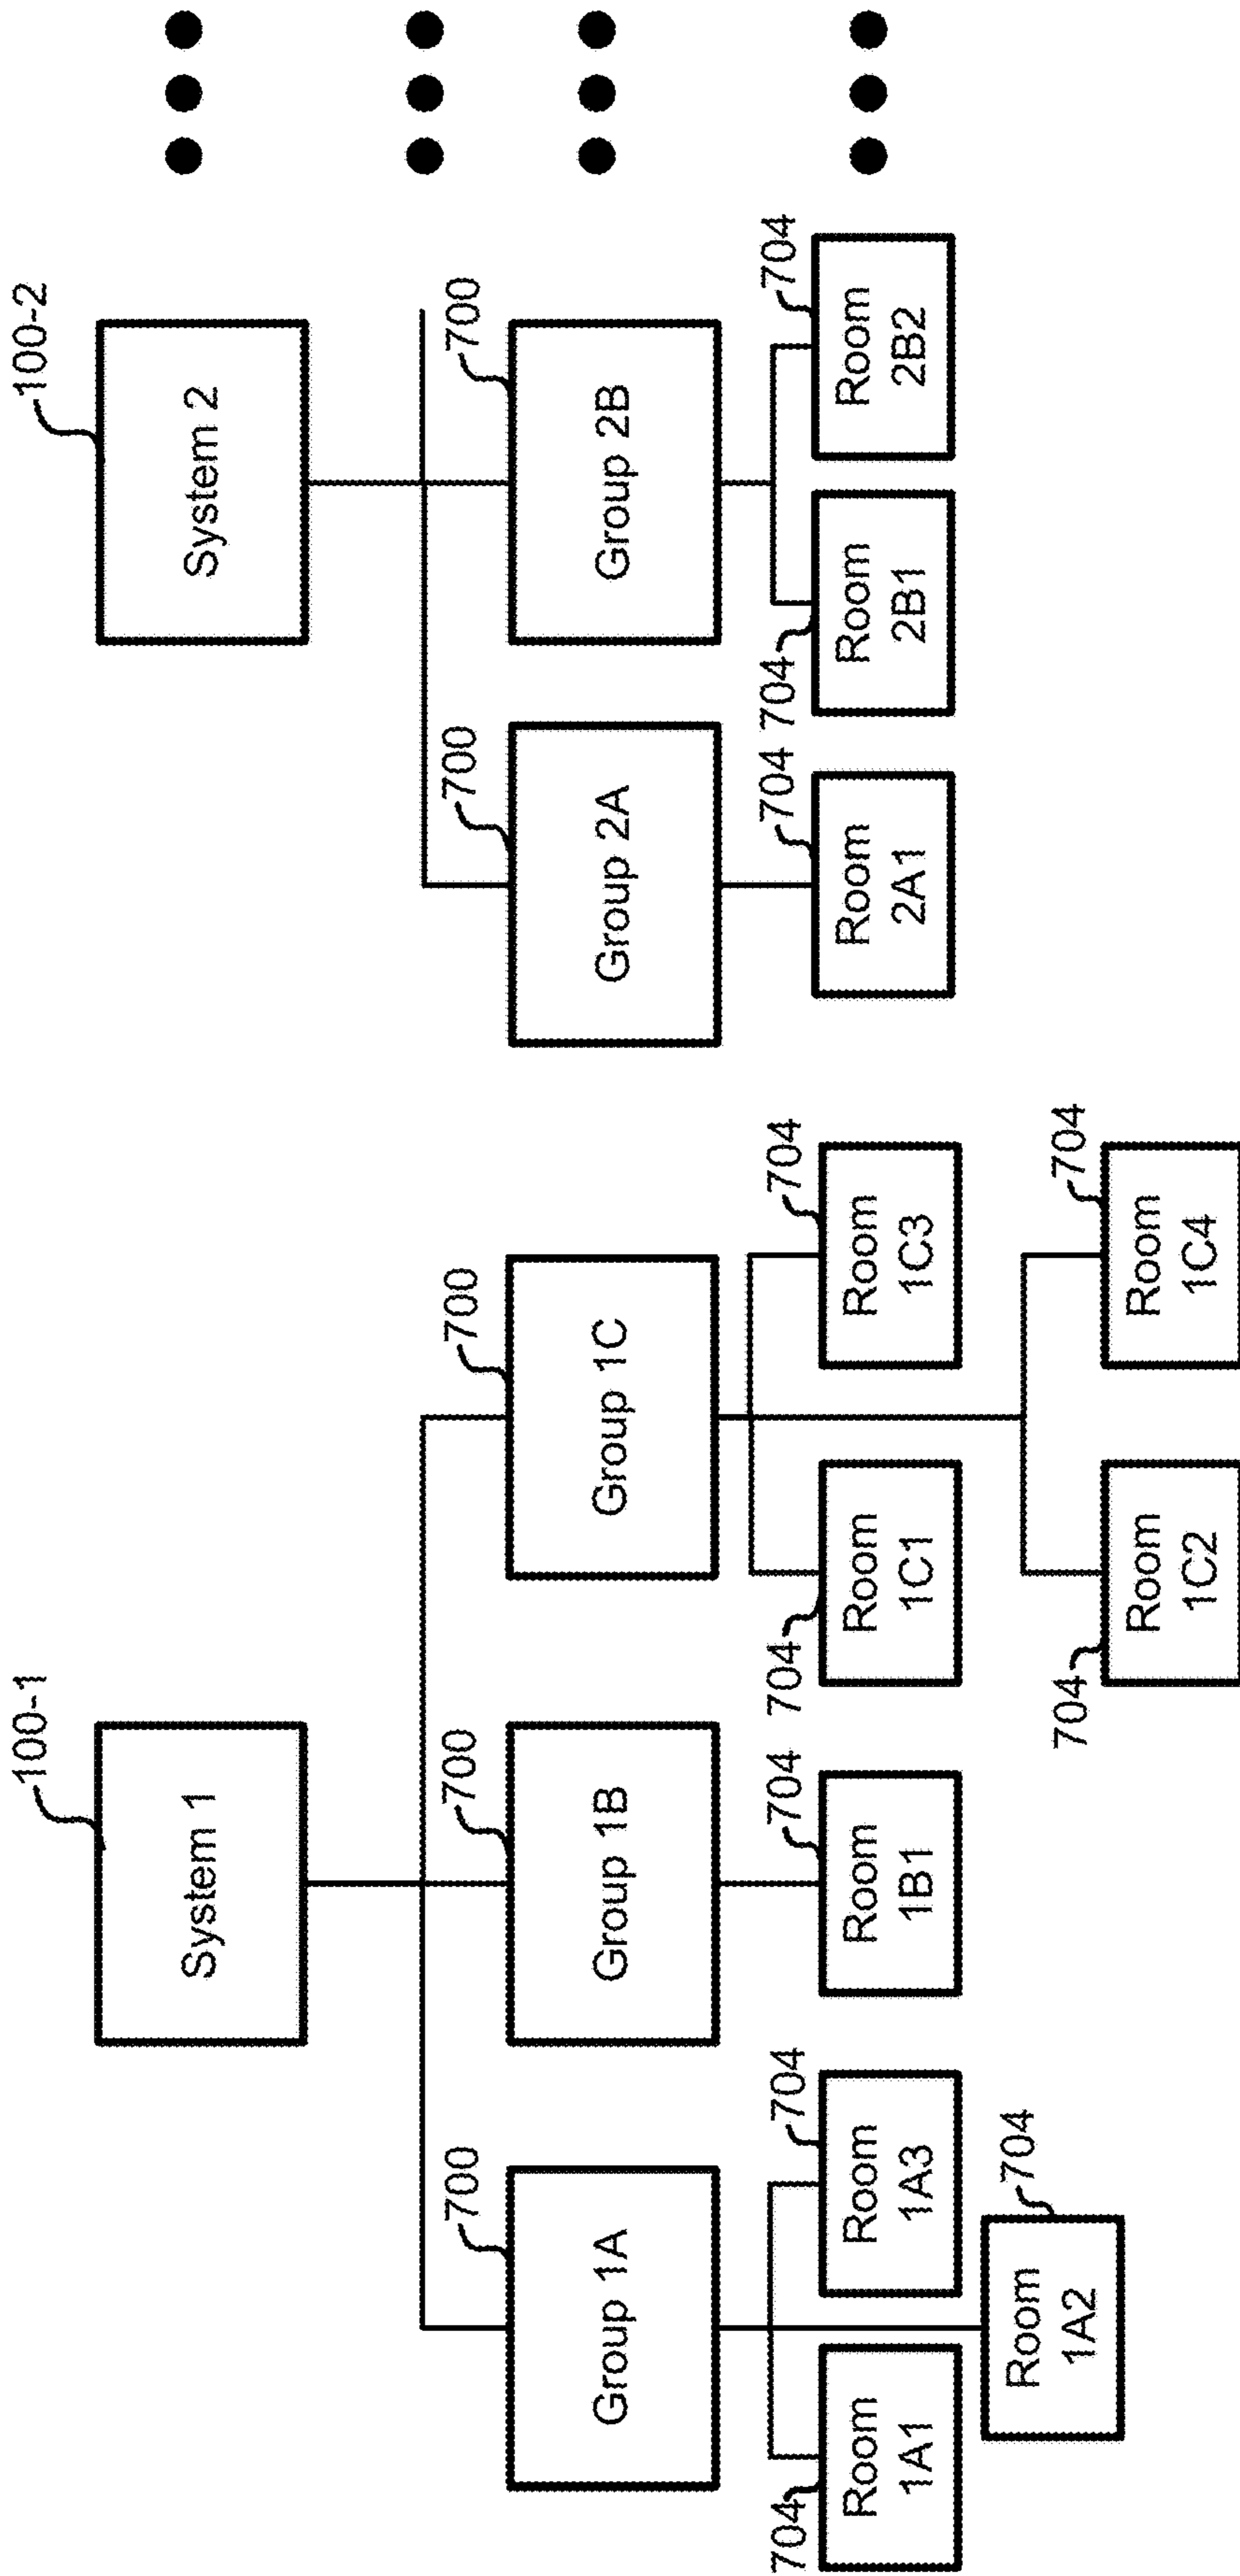 100-1
System 1
100-2
System 2
700
Group 1A
700
Group 1B
700
Group 1C
700
Group 2A
700
Group 2B
704
Room
1A1
704
Room
1A3
704
Room
1B1
704
Room
1C1
704
Room
1C3
704
Room
2A1
704
Room
2B1
704
Room
2B2
704
Room
1A2
704
Room
1C2
704
Room
1C4